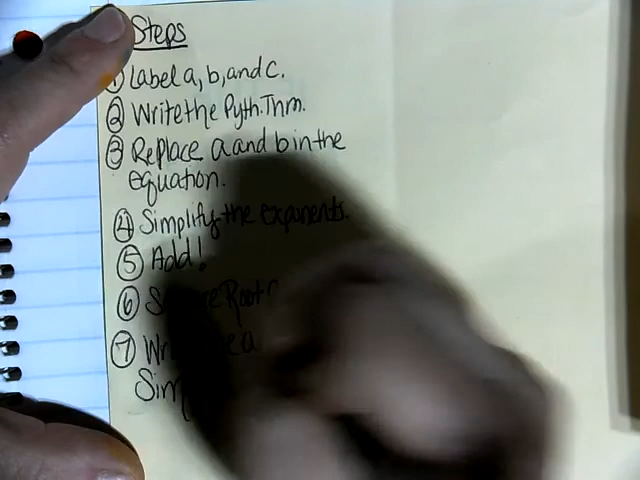 Steps
① Label a, b, and c.
② Write the Pyth. Thm.
③ Replace a and b in the
equation.
④ Simplify the exponents.
⑤ Add!
⑥ Root
⑦